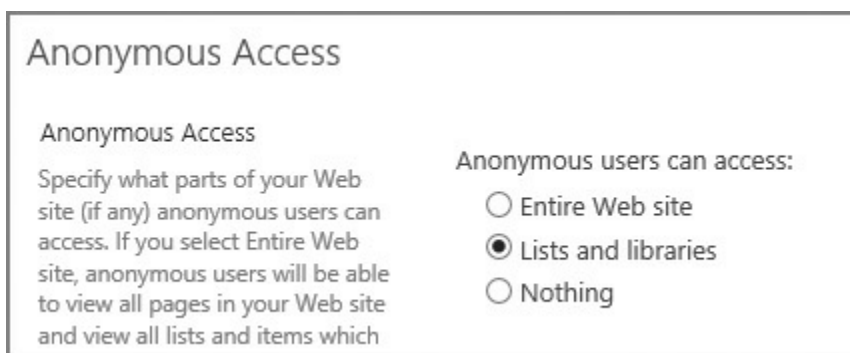 Anonymous Access
Anonymous Access
Specify what parts of your Web
site (if any) anonymous users can
access. If you select Entire Web
site, anonymous users will be able
to view all pages in your Web site
and view all lists and items which
Anonymous users can access:
Entire Web site
Lists and libraries
Nothing